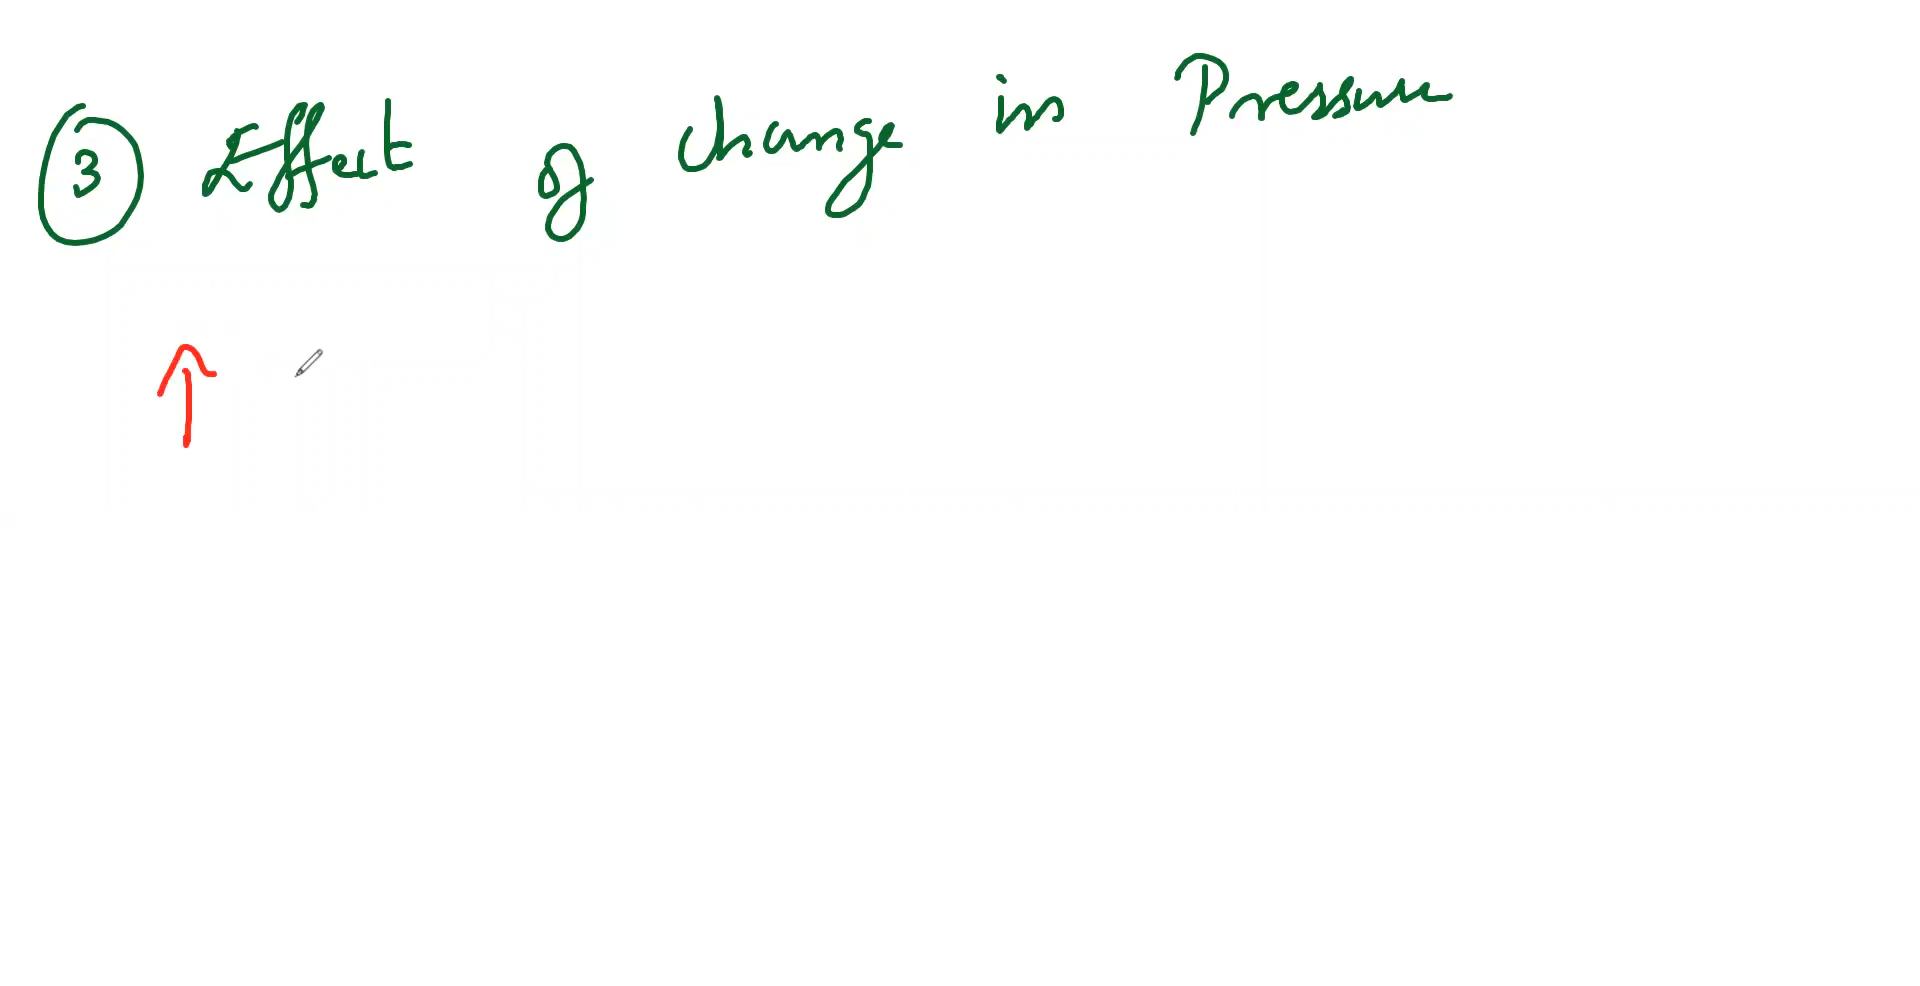 ③ Effect of change in Pressure
↑